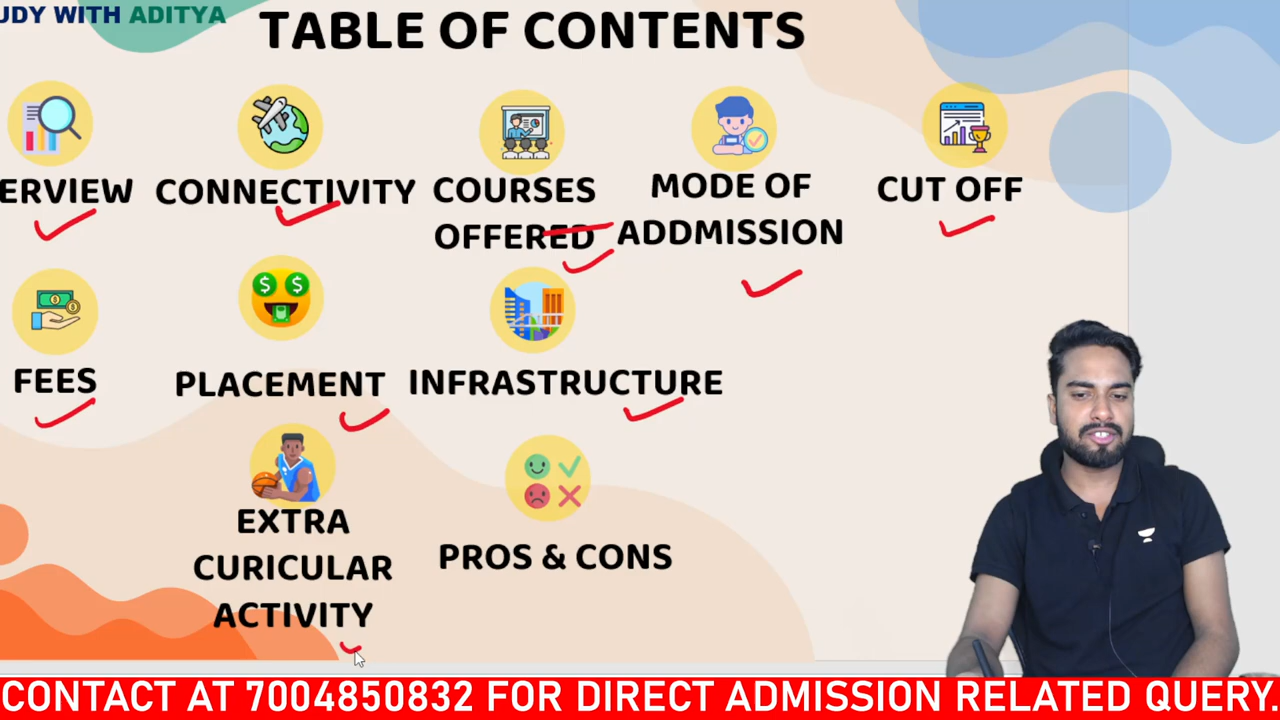 UDY WITH ADITYA
TABLE OF CONTENTS
ERVIEW
CONNECTIVITY
COURSES
OFFERED
MODE OF
ADDMISSION
CUT OFF
FEES
PLACEMENT
INFRASTRUCTURE
EXTRA
CURICULAR
ACTIVITY
PROS & CONS
CONTACT AT 7004850832 FOR DIRECT ADMISSION RELATED QUERY.